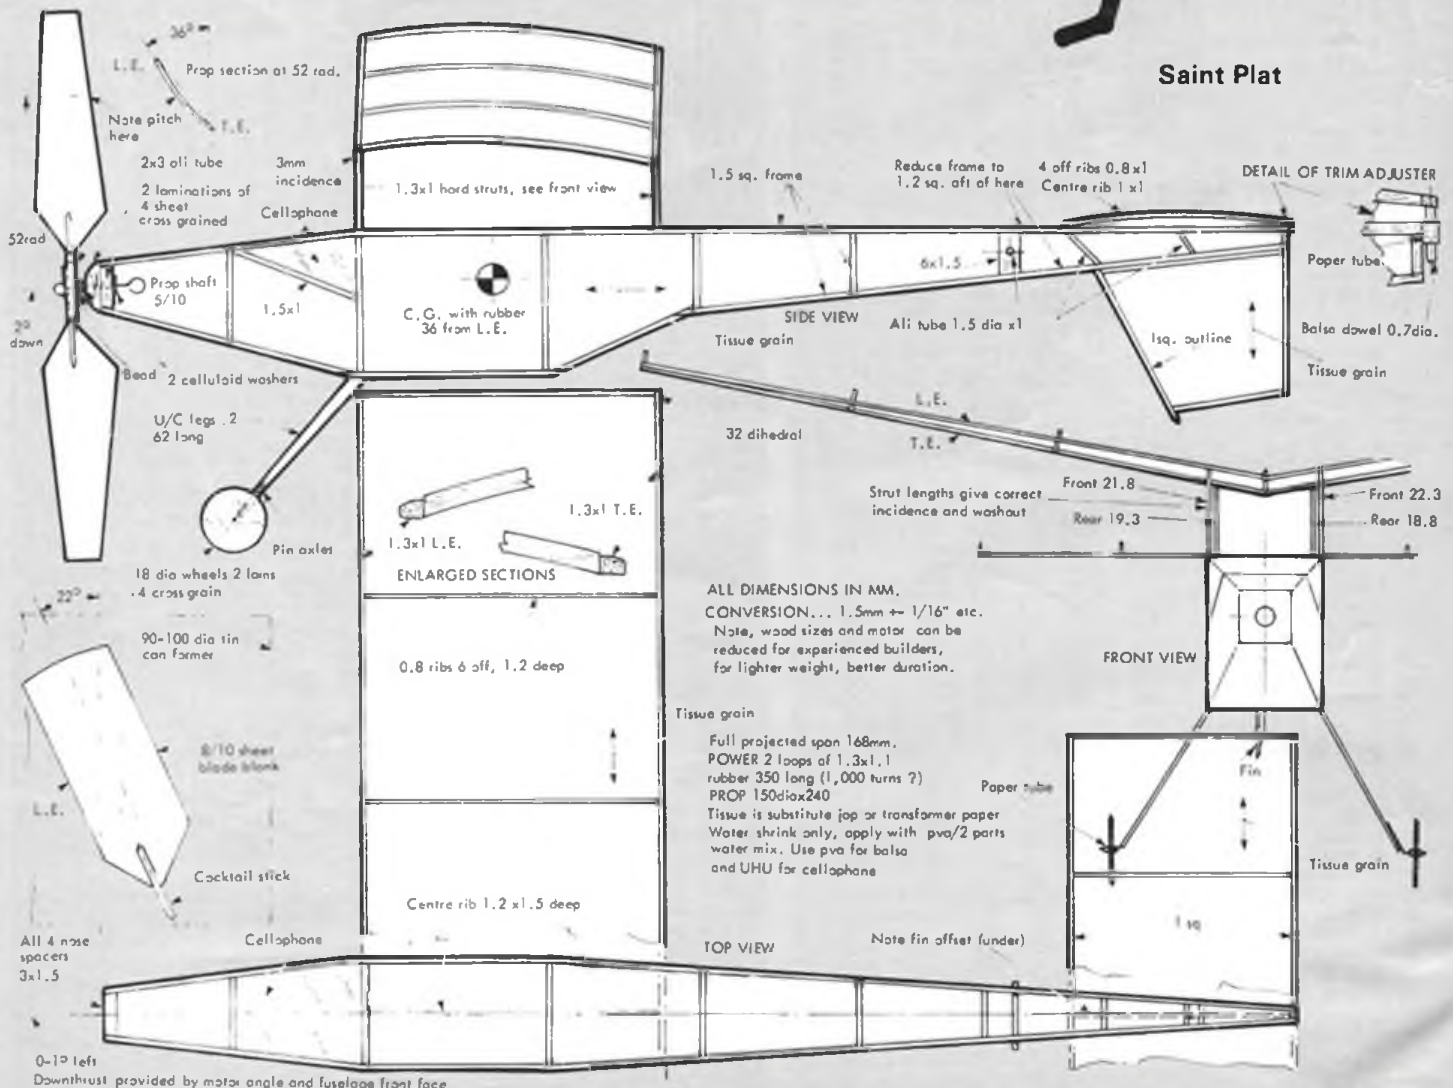 Saint Plat
36º
L.E.
Prop section at 52 rad.
Note pitch
here
T.E.
2x3 ali tube
2 laminations of
4 sheet
cross grained
3mm
incidence
Cellophane
1.3x1 hard struts, see front view
1.5 sq. frame
Reduce frame to
1.2 sq. aft of here
4 off ribs 0.8x1
Centre rib 1x1
DETAIL OF TRIM ADJUSTER
Paper tube
Balsa dowel 0.7dia.
52rad
Prop shaft
5/10
2º
down
1.5x1
C.G. with rubber
36 from L.E.
6x1.5
SIDE VIEW
Ali tube 1.5 dia x1
1sq. outline
Tissue grain
Tissue grain
Bead
2 celluloid washers
U/C legs .2
62 long
32 dihedral
L.E.
T.E.
Strut lengths give correct
incidence and washout
Front 21.8
Front 22.3
Rear 19.3
Rear 18.8
1.3x1 T.E.
1.3x1 L.E.
ENLARGED SECTIONS
Pin axles
18 dia wheels 2 lams
.4 cross grain
22º
90-100 dia tin
can former
0.8 ribs 6 off, 1.2 deep
ALL DIMENSIONS IN MM.
CONVERSION... 1.5mm +- 1/16" etc.
Note, wood sizes and motor can be
reduced for experienced builders,
for lighter weight, better duration.
FRONT VIEW
Tissue grain
Full projected span 168mm.
POWER 2 loops of 1.3x1.1
rubber 350 long (1,000 turns ?)
PROP 150diax240
Tissue is substitute jap or transformer paper
Water shrink only, apply with pva/2 parts
water mix. Use pva for balsa
and UHU for cellophane
Paper tube
Fin
Tissue grain
8/10 sheet
blade blank
L.E.
Cocktail stick
Centre rib 1.2 x1.5 deep
1 sq
All 4 nose
spacers
3x1.5
Cellophane
TOP VIEW
Note fin offset (under)
0-1º left
Downthrust provided by motor angle and fuselage front face